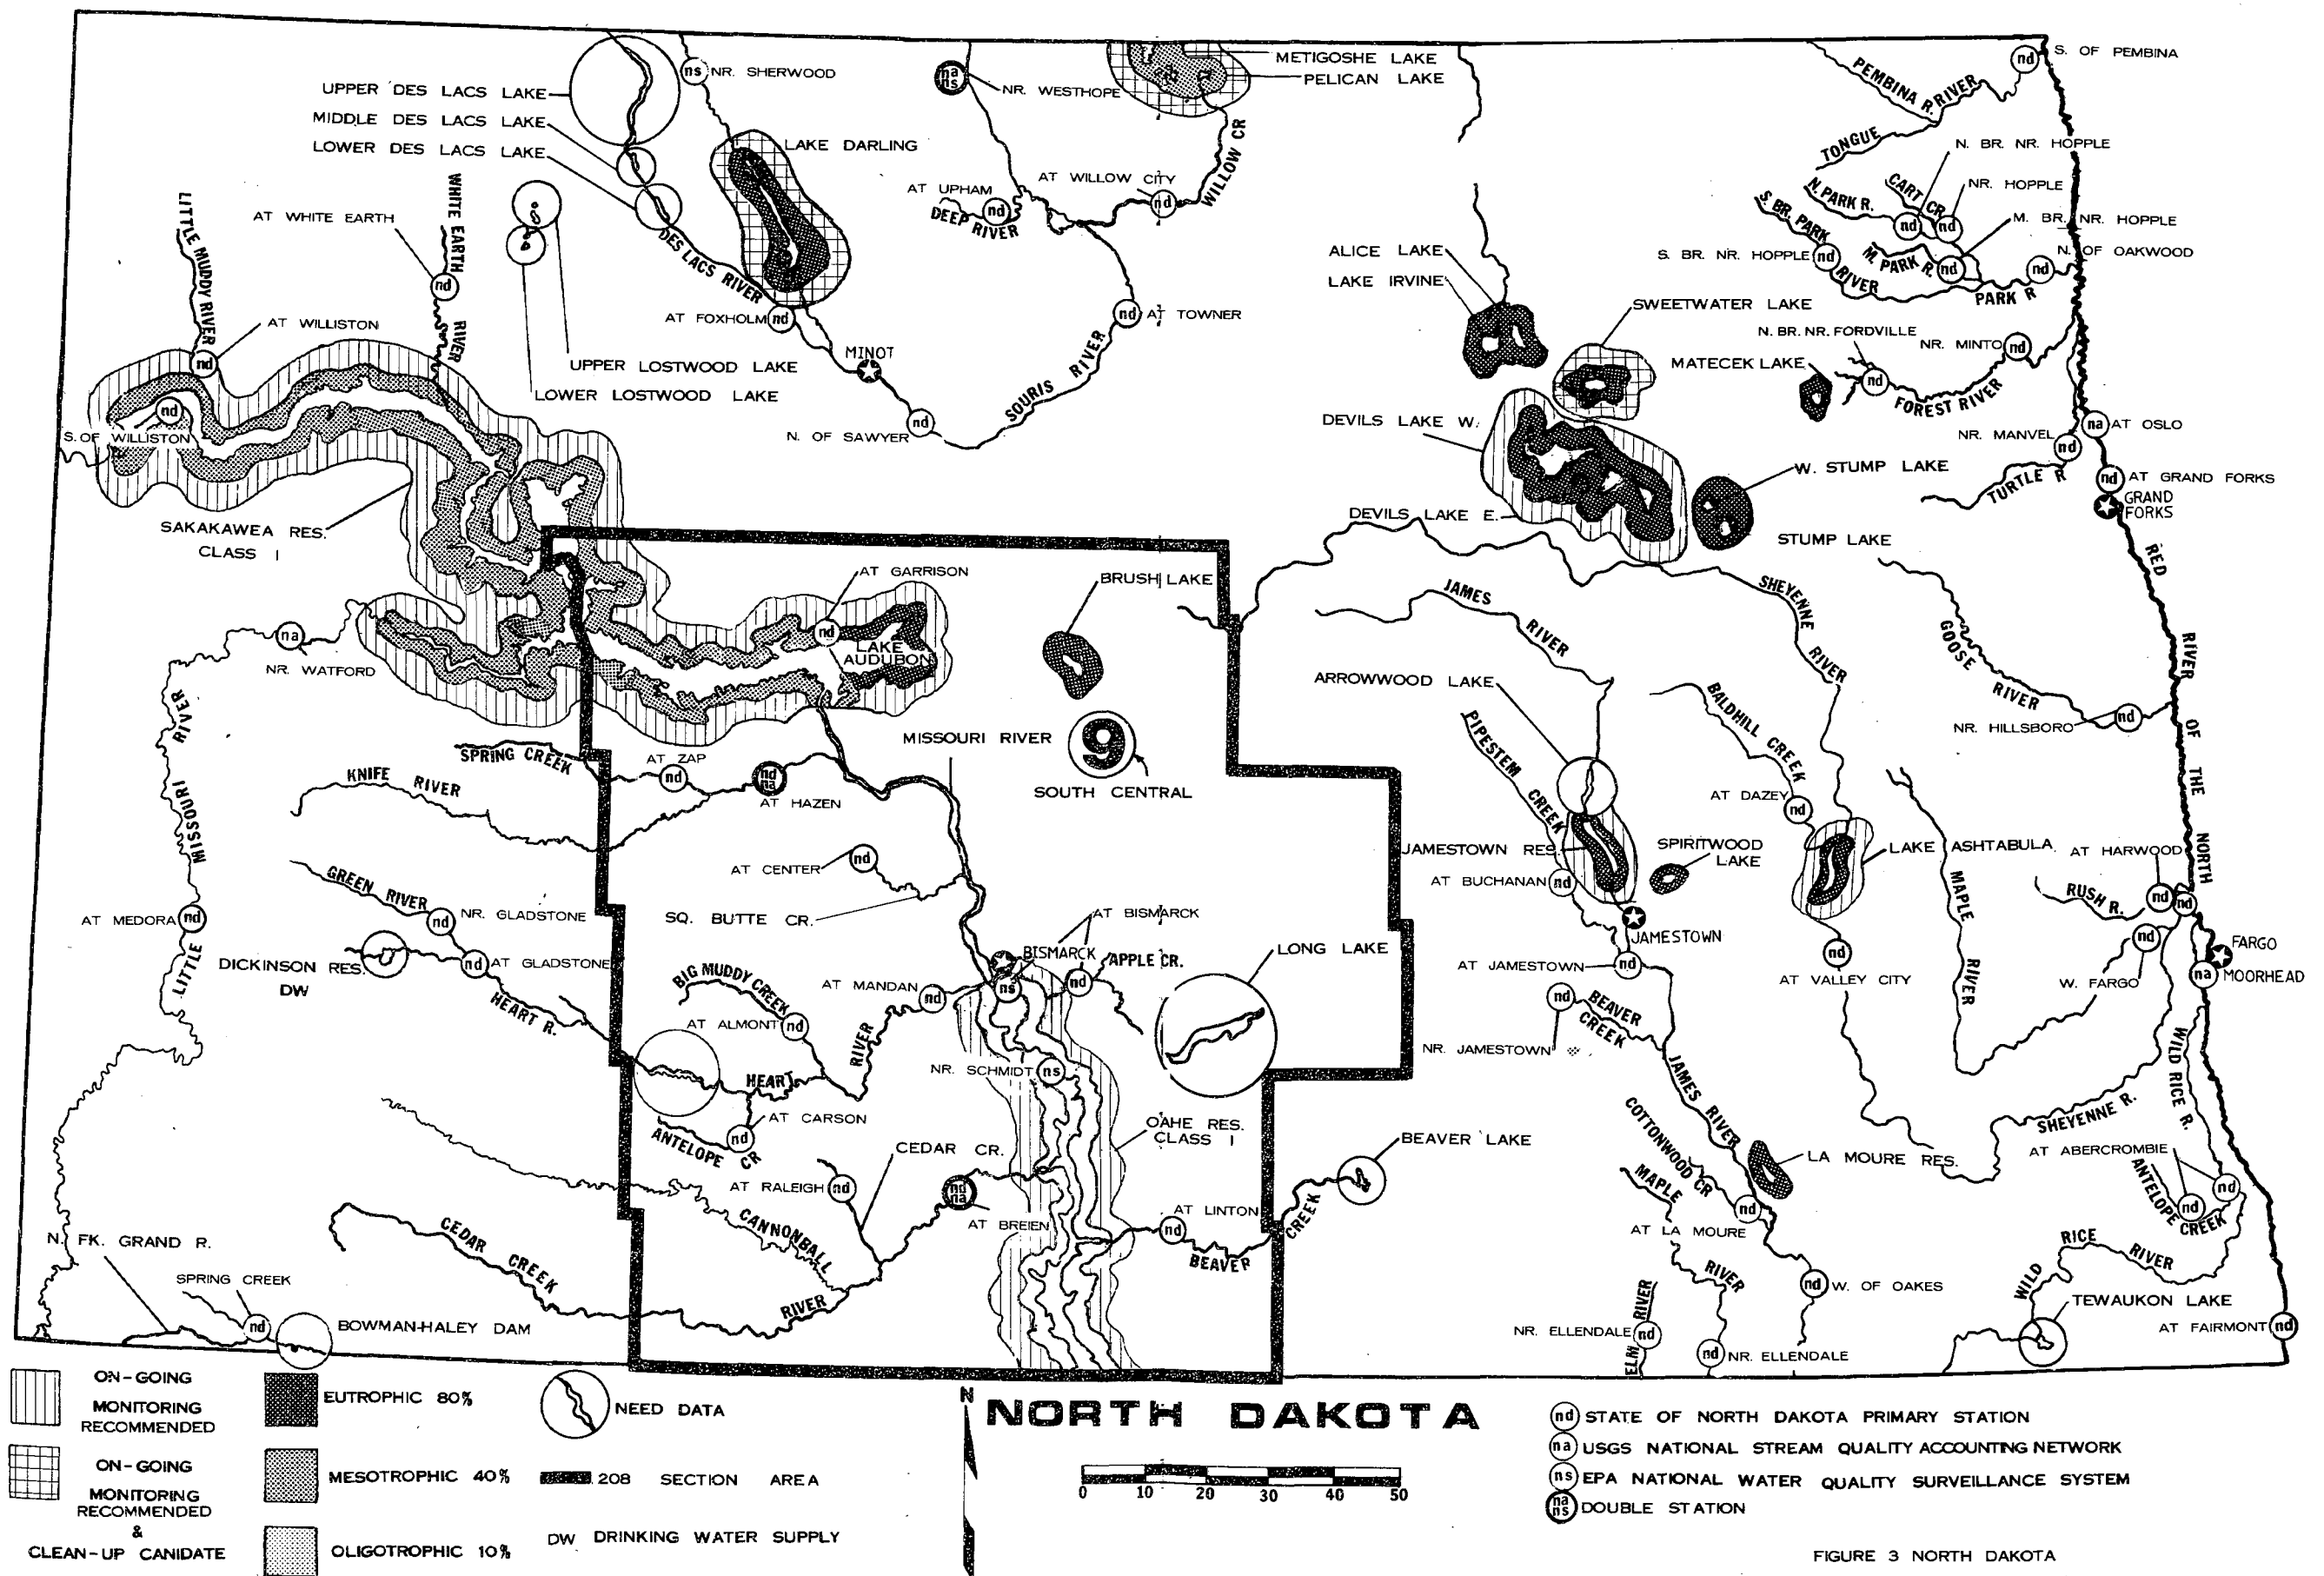 METIGOSHE LAKE
PELICAN LAKE
S. OF PEMBINA
PEMBINA R. RIVER
TONGUE
N. BR. NR. HOPPLE
NR. HOPPLE
CART CR.
N. PARK R.
S. BR. PARK
RIVER
M. BR. NR. HOPPLE
M. PARK R.
N. OF OAKWOOD
S. BR. NR. HOPPLE
PARK R
nd
ns
NR. SHERWOOD
na
ns
NR. WESTHOPE
UPPER DES LACS LAKE
MIDDLE DES LACS LAKE
LOWER DES LACS LAKE
LAKE DARLING
WILLOW CR
AT UPHAM
AT WILLOW CITY
DEEP RIVER
LITTLE MUDDY RIVER
WHITE EARTH
RIVER
AT WHITE EARTH
DES LACS RIVER
AT FOXHOLM
AT TOWNER
AT WILLISTON
MINOT
UPPER LOSTWOOD LAKE
LOWER LOSTWOOD LAKE
SOURIS RIVER
N. OF SAWYER
S. OF WILLISTON
ALICE LAKE
LAKE IRVINE
SWEETWATER LAKE
N. BR. NR. FORDVILLE
NR. MINTO
MATECEK LAKE
FOREST RIVER
DEVILS LAKE W.
NR. MANVEL
na
AT OSLO
W. STUMP LAKE
TURTLE R
AT GRAND FORKS
GRAND
FORKS
DEVILS LAKE E.
STUMP LAKE
SAKAKAWEA RES.
CLASS I
AT GARRISON
BRUSH LAKE
LAKE
AUDUBON
JAMES
RIVER
SHEYENNE
RIVER
GOOSE
RIVER
RED
RIVER
OF
THE
NORTH
na
NR. WATFORD
ARROWWOOD LAKE
BALDHILL CREEK
NR. HILLSBORO
LITTLE
MISSOURI
RIVER
MISSOURI RIVER
9
SOUTH CENTRAL
PIPESTEM CREEK
SPRING CREEK
AT ZAP
KNIFE RIVER
nd
na
AT HAZEN
AT DAZEY
AT CENTER
JAMESTOWN RES.
SPIRITWOOD
LAKE
LAKE ASHTABULA
AT HARWOOD
AT BUCHANAN
RUSH R.
GREEN RIVER
NR. GLADSTONE
SQ. BUTTE CR.
AT BISMARCK
MAPLE
RIVER
AT MEDORA
JAMESTOWN
FARGO
DICKINSON RES.
DW
AT GLADSTONE
BISMARCK
APPLE CR.
LONG LAKE
AT JAMESTOWN
AT VALLEY CITY
W. FARGO
na
MOORHEAD
HEART R.
BIG MUDDY CREEK
AT MANDAN
ns
AT ALMONT
RIVER
BEAVER
CREEK
NR. JAMESTOWN
NR. SCHMIDT
ns
HEART
JAMES RIVER
WILD RICE R.
AT CARSON
ANTELOPE CR
OAHE RES.
CLASS I
COTTONWOOD CR
SHEYENNE R.
CEDAR CR.
BEAVER LAKE
LA MOURE RES.
AT ABERCROMBIE
AT RALEIGH
nd
na
AT BREIEN
AT LINTON
MAPLE
RIVER
AT LA MOURE
ANTELOPE
CREEK
CANNONBALL
RIVER
BEAVER
CREEK
CEDAR CREEK
N. FK. GRAND R.
SPRING CREEK
BOWMAN-HALEY DAM
W. OF OAKES
WILD
RICE
RIVER
TEWAUKON LAKE
NR. ELLENDALE
ELM RIVER
NR. ELLENDALE
AT FAIRMONT
ON-GOING
MONITORING
RECOMMENDED
EUTROPHIC 80%
NEED DATA
ON-GOING
MONITORING
RECOMMENDED
&
CLEAN-UP CANIDATE
MESOTROPHIC 40%
208 SECTION AREA
OLIGOTROPHIC 10%
DW DRINKING WATER SUPPLY
N
NORTH DAKOTA
0 10 20 30 40 50
nd STATE OF NORTH DAKOTA PRIMARY STATION
na USGS NATIONAL STREAM QUALITY ACCOUNTING NETWORK
ns EPA NATIONAL WATER QUALITY SURVEILLANCE SYSTEM
na
ns
DOUBLE STATION
FIGURE 3 NORTH DAKOTA